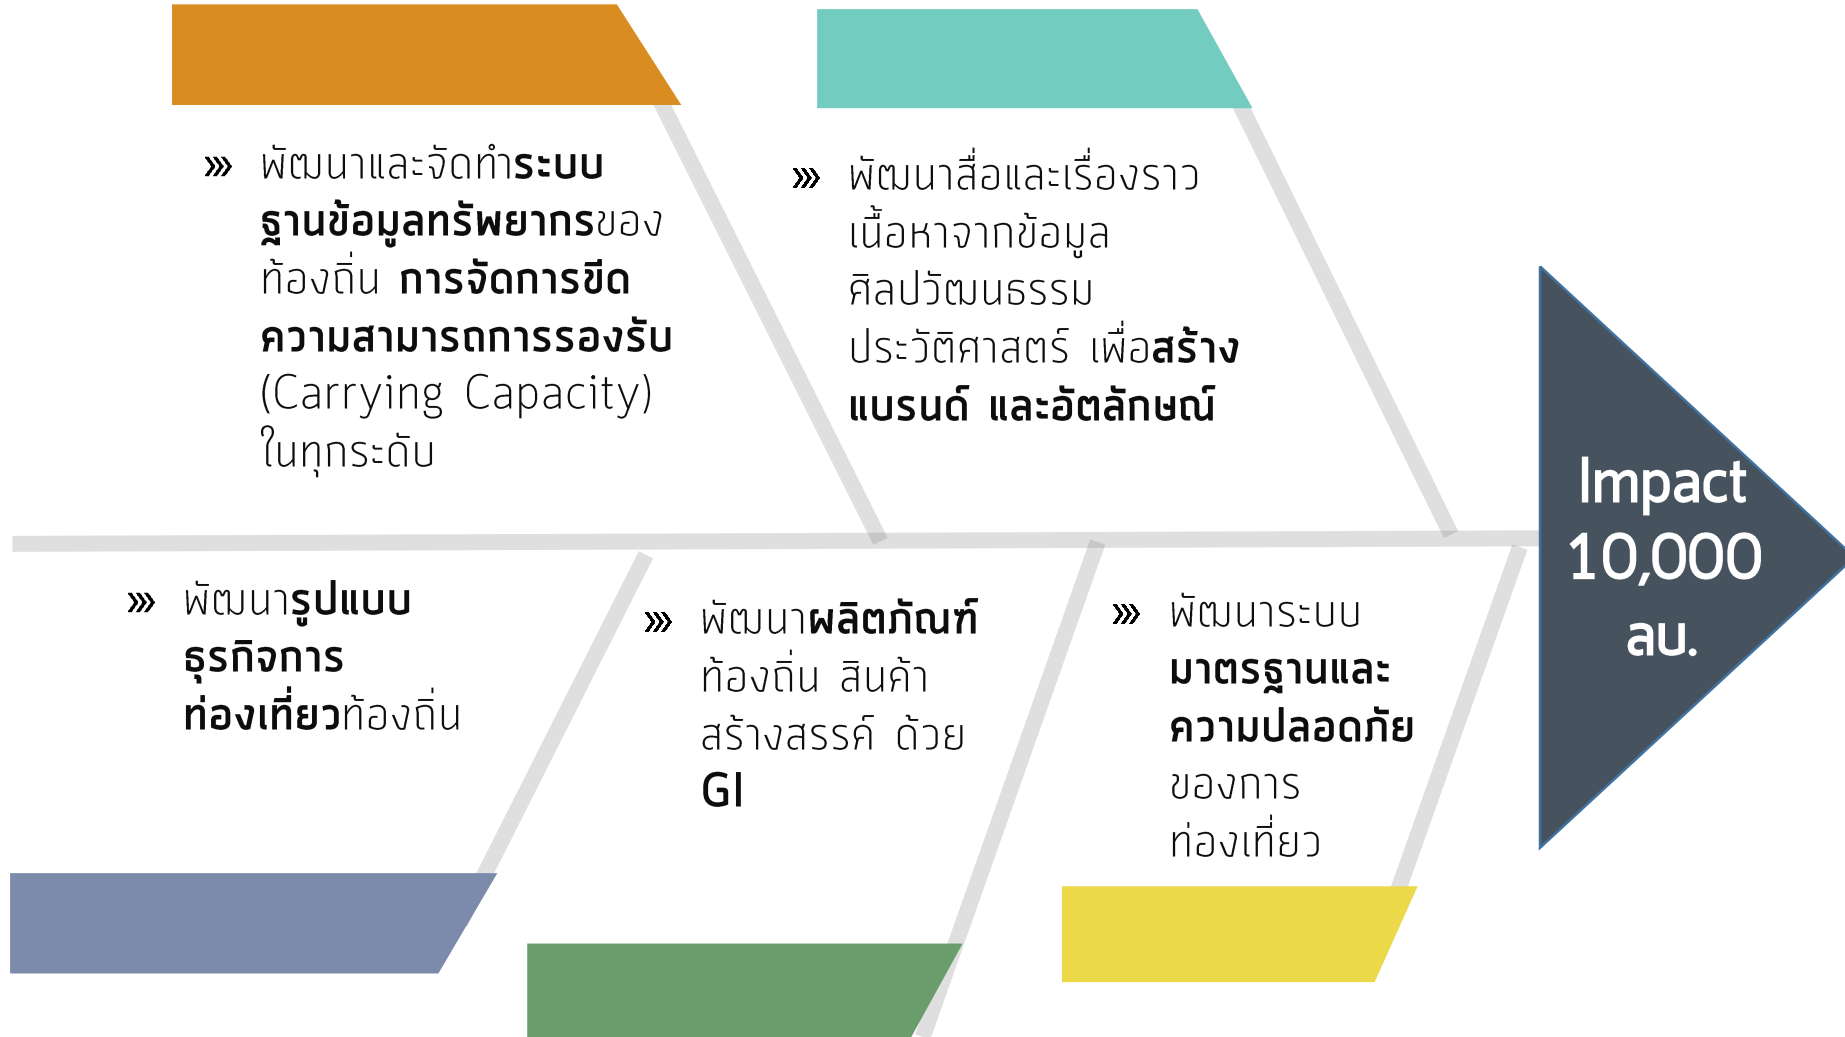 พัฒนาและจัดทำระบบ
ฐานข้อมูลทรัพยากรของ
ท้องถิ่น การจัดการขีด
ความสามารถการรองรับ
(Carrying Capacity)
ในทุกระดับ
พัฒนาสื่อและเรื่องราว
เนื้อหาจากข้อมูล
ศิลปวัฒนธรรม
ประวัติศาสตร์ เพื่อสร้าง
แบรนด์ และอัตลักษณ์
พัฒนารูปแบบ
ธุรกิจการ
ท่องเที่ยวท้องถิ่น
พัฒนาผลิตภัณฑ์
ท้องถิ่น สินค้า
สร้างสรรค์ ด้วย
GI
พัฒนาระบบ
มาตรฐานและ
ความปลอดภัย
ของการ
ท่องเที่ยว
Impact
10,000
ลบ.